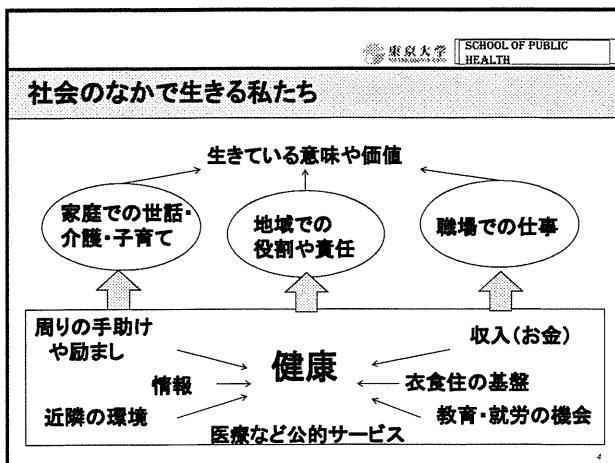 東京大学
SCHOOL OF PUBLIC
HEALTH
社会のなかで生きる私たち
生きている意味や価値
家庭での世話・
介護・子育て
地域での
役割や責任
職場での仕事
周りの手助け
や励まし
収入(お金)
健康
情報
衣食住の基盤
近隣の環境
教育・就労の機会
医療など公的サービス
4